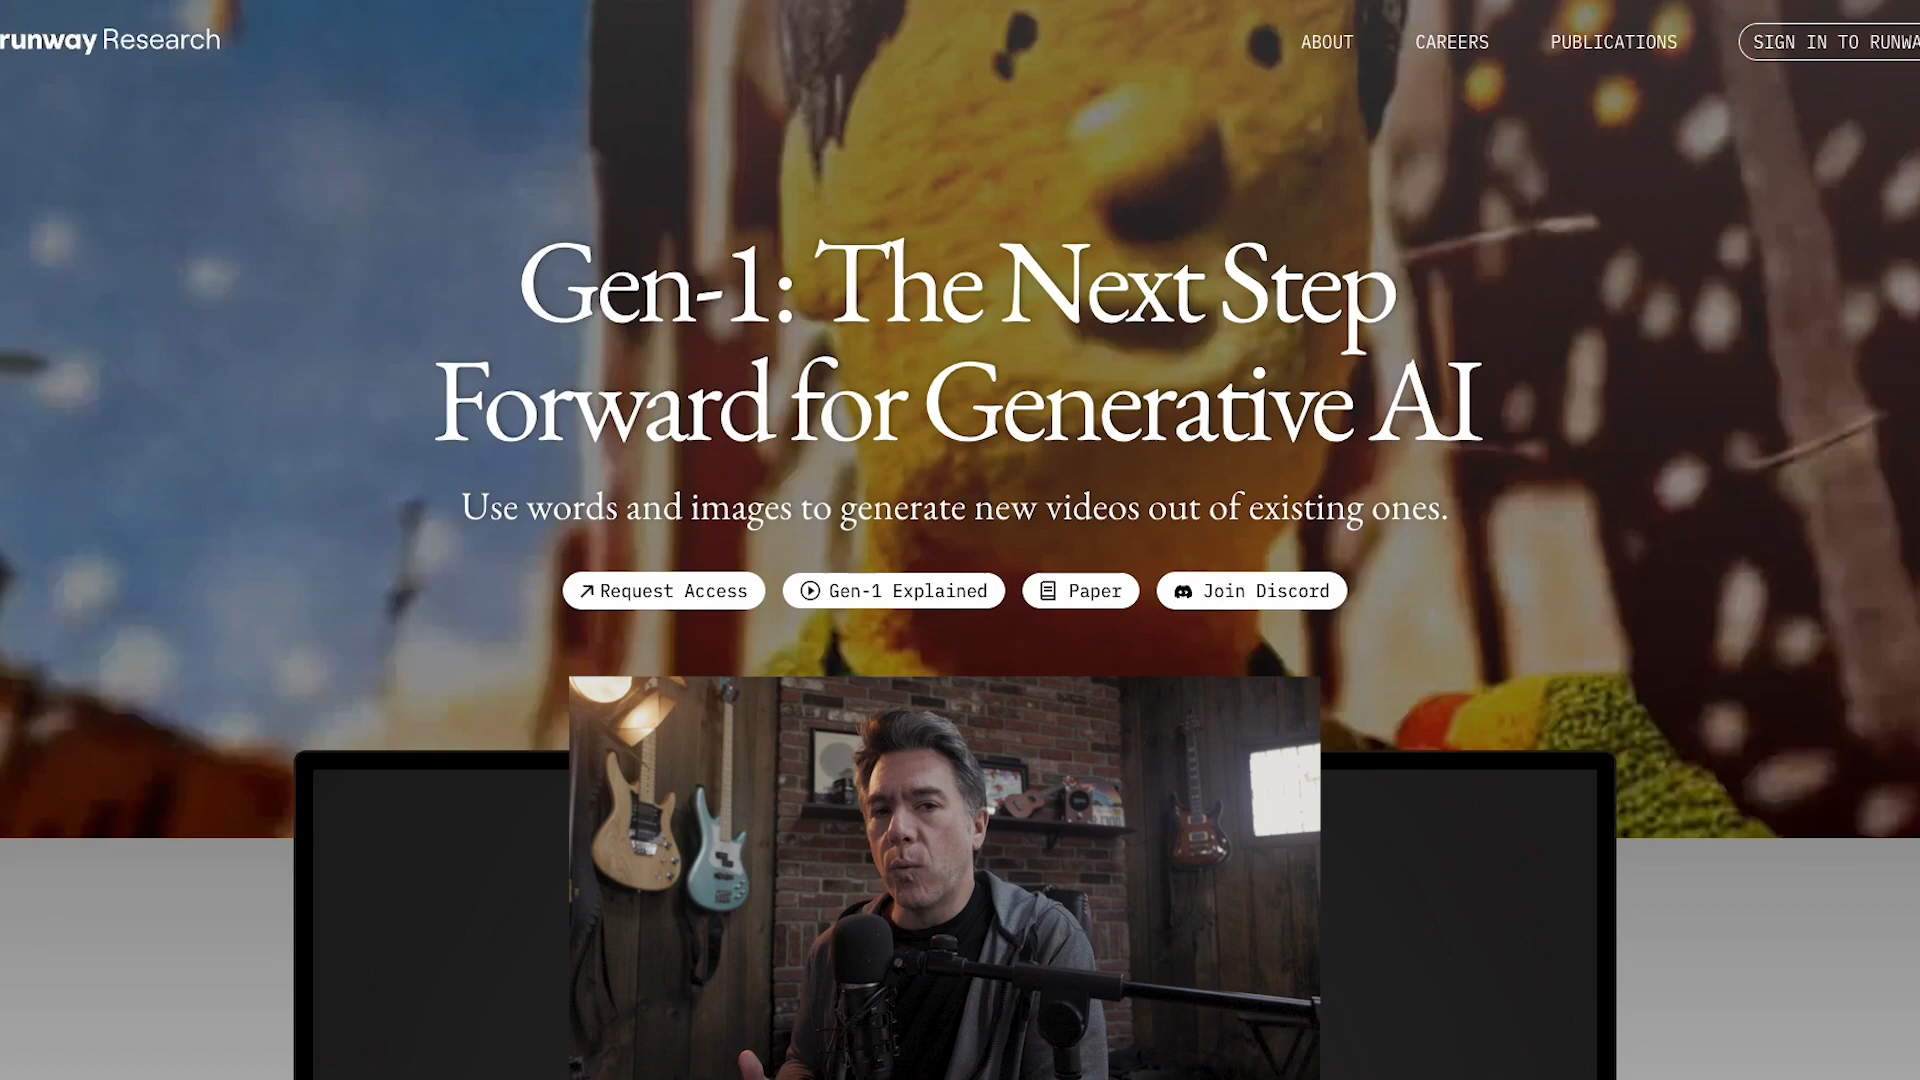 runway Research
ABOUT
CAREERS
PUBLICATIONS
SIGN IN TO RUNWA
Gen-1: The Next Step
Forward for Generative AI
Use words and images to generate new videos out of existing ones.
Request Access
Gen-1 Explained
Paper
Join Discord